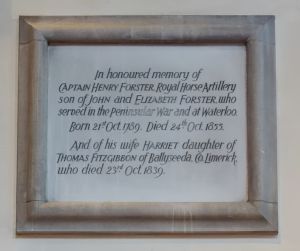 In honoured memory of
CAPTAIN HENRY FORSTER, Royal Horse Artillery
son of JOHN and ELIZABETH FORSTER, who
served in the Peninsular War and at Waterloo.
Born 21st Oct. 1789. Died 24th Oct. 1855.
And of his wife HARRIET daughter of
THOMAS FITZGIBBON of Ballyseeda, Co. Limerick,
who died 23rd Oct. 1839.